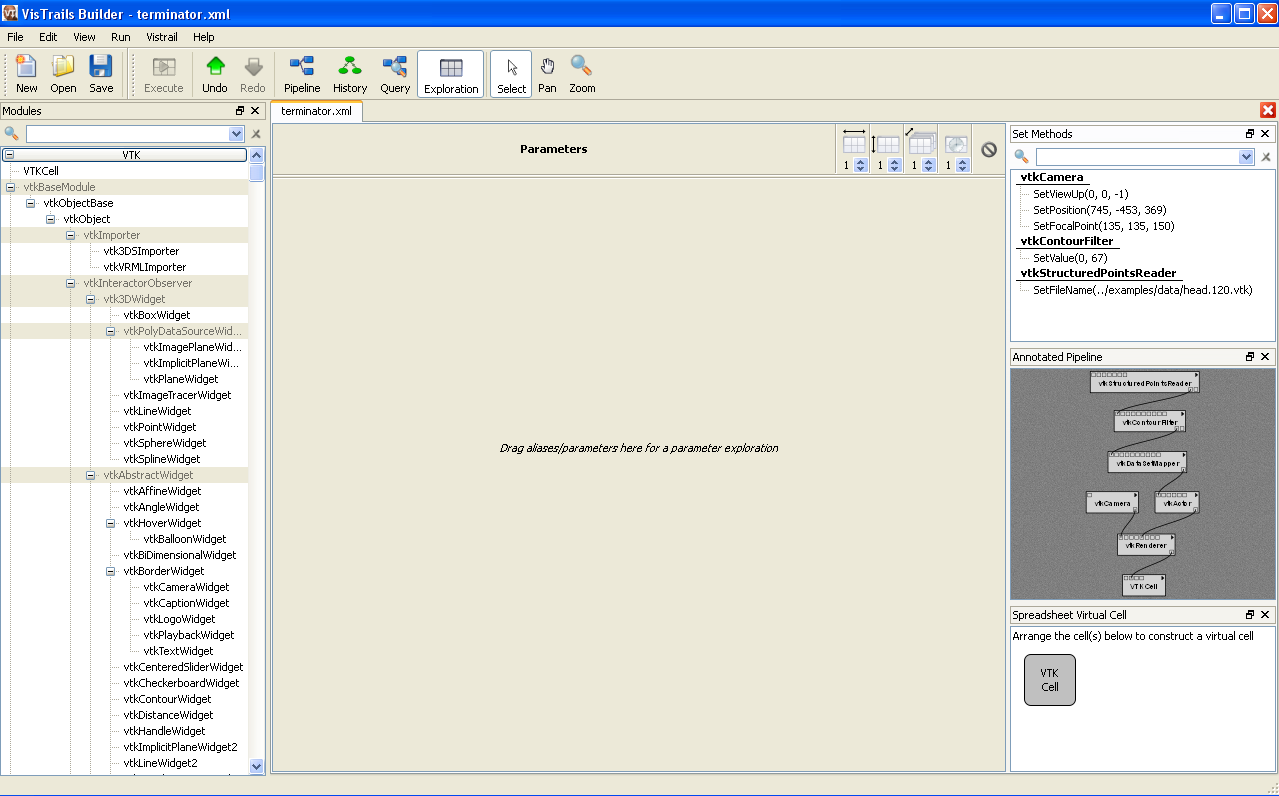 VisTrails Builder - terminator.xml
File Edit View Run Vistrail Help
New Open Save Execute Undo Redo Pipeline History Query Exploration Select Pan Zoom
Modules
VTK
VTKCell
vtkBaseModule
vtkObjectBase
vtkObject
vtkImporter
vtk3DSImporter
vtkVRMLImporter
vtkInteractorObserver
vtk3DWidget
vtkBoxWidget
vtkPolyDataSourceWid...
vtkImagePlaneWid...
vtkImplicitPlaneWi...
vtkPlaneWidget
vtkImageTracerWidget
vtkLineWidget
vtkPointWidget
vtkSphereWidget
vtkSplineWidget
vtkAbstractWidget
vtkAffineWidget
vtkAngleWidget
vtkHoverWidget
vtkBalloonWidget
vtkBiDimensionalWidget
vtkBorderWidget
vtkCameraWidget
vtkCaptionWidget
vtkLogoWidget
vtkPlaybackWidget
vtkTextWidget
vtkCenteredSliderWidget
vtkCheckerboardWidget
vtkContourWidget
vtkDistanceWidget
vtkHandleWidget
vtkImplicitPlaneWidget2
vtkLineWidget2
terminator.xml
Parameters
1 1 1 1
Drag aliases/parameters here for a parameter exploration
Set Methods
vtkCamera
SetViewUp(0, 0, -1)
SetPosition(745, -453, 369)
SetFocalPoint(135, 135, 150)
vtkContourFilter
SetValue(0, 67)
vtkStructuredPointsReader
SetFileName(../examples/data/head.120.vtk)
Annotated Pipeline
vtkStructuredPointsReader
vtkContourFilter
vtkDataSetMapper
vtkCamera
vtkActor
vtkRenderer
VTKCell
Spreadsheet Virtual Cell
Arrange the cell(s) below to construct a virtual cell
VTK
Cell